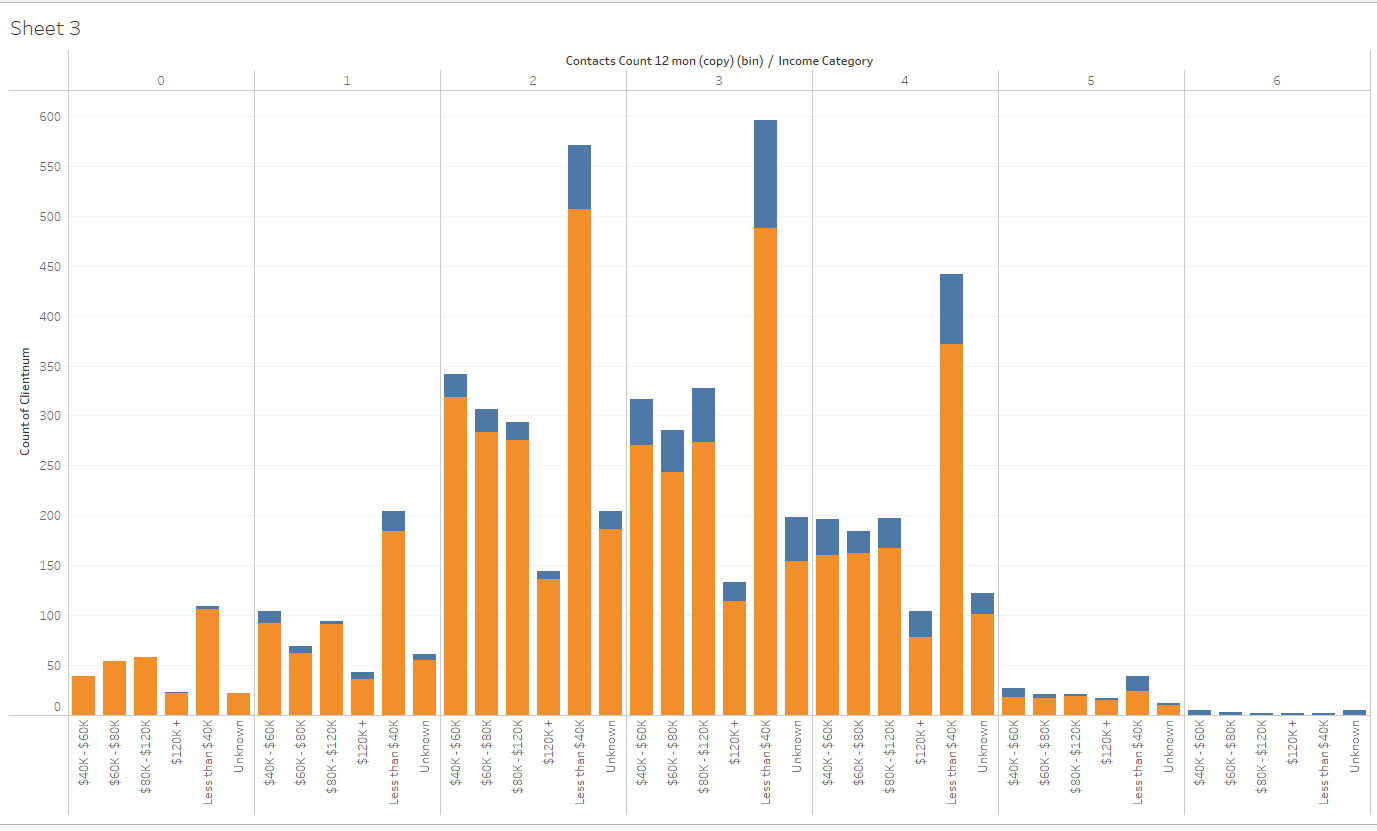 Sheet 3
Contacts Count 12 mon (copy) (bin) / Income Category
0 1 2 3 4 5 6
600
550
500
450
400
350
300
250
200
150
100
50
0
Count of Clientnum
$40K - $60K
$60K - $80K
$80K - $120K
$120K +
Less than $40K
Unknown
$40K - $60K
$60K - $80K
$80K - $120K
$120K +
Less than $40K
Unknown
$40K - $60K
$60K - $80K
$80K - $120K
$120K +
Less than $40K
Unknown
$40K - $60K
$60K - $80K
$80K - $120K
$120K +
Less than $40K
Unknown
$40K - $60K
$60K - $80K
$80K - $120K
$120K +
Less than $40K
Unknown
$40K - $60K
$60K - $80K
$80K - $120K
$120K +
Less than $40K
Unknown
$40K - $60K
$60K - $80K
$80K - $120K
$120K +
Less than $40K
Unknown